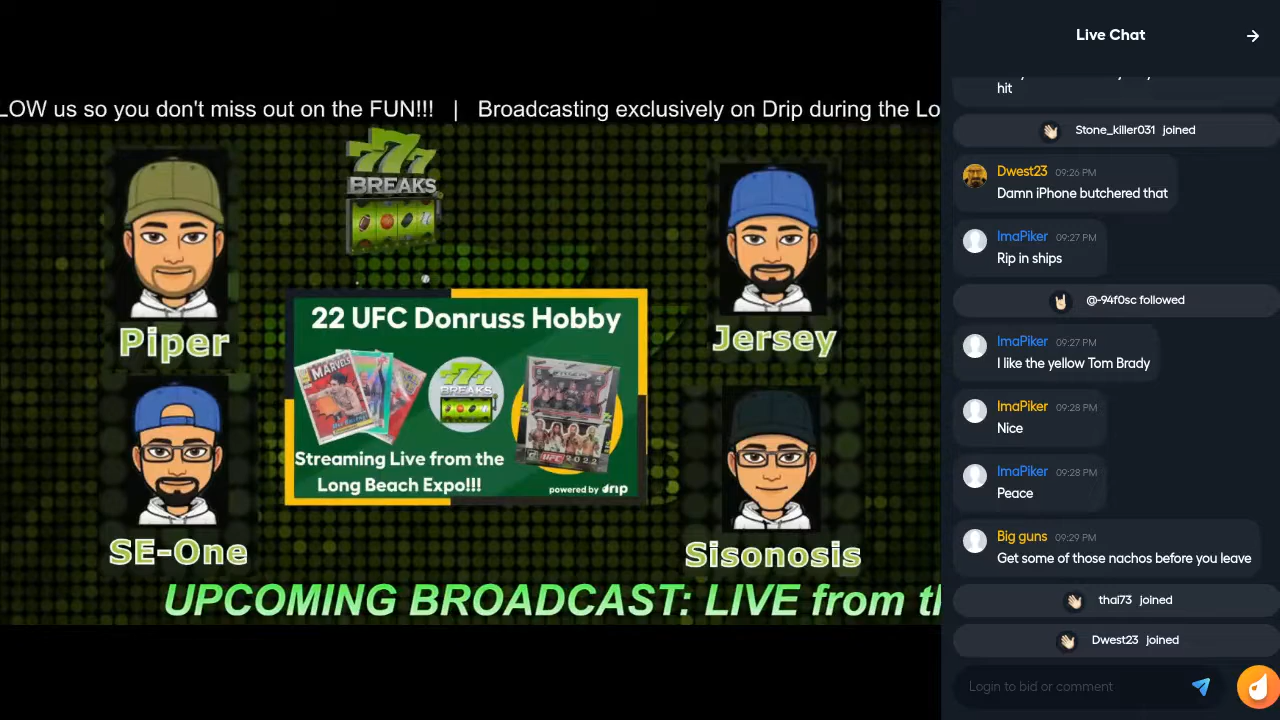 LOW us so you don't miss out on the FUN!!! | Broadcasting exclusively on Drip during the Lo
777
BREAKS
Piper
Jersey
22 UFC Donruss Hobby
MARVELS
777
BREAKS
UFC 2022
Streaming Live from the
Long Beach Expo!!!
powered by drip
SE-One
Sisonosis
UPCOMING BROADCAST: LIVE from th
Live Chat
hit
Stone_killer031 joined
Dwest23 09:26 PM
Damn iPhone butchered that
ImaPiker 09:27 PM
Rip in ships
@-94f0sc followed
ImaPiker 09:27 PM
I like the yellow Tom Brady
ImaPiker 09:28 PM
Nice
ImaPiker 09:28 PM
Peace
Big guns 09:29 PM
Get some of those nachos before you leave
thai73 joined
Dwest23 joined
Login to bid or comment